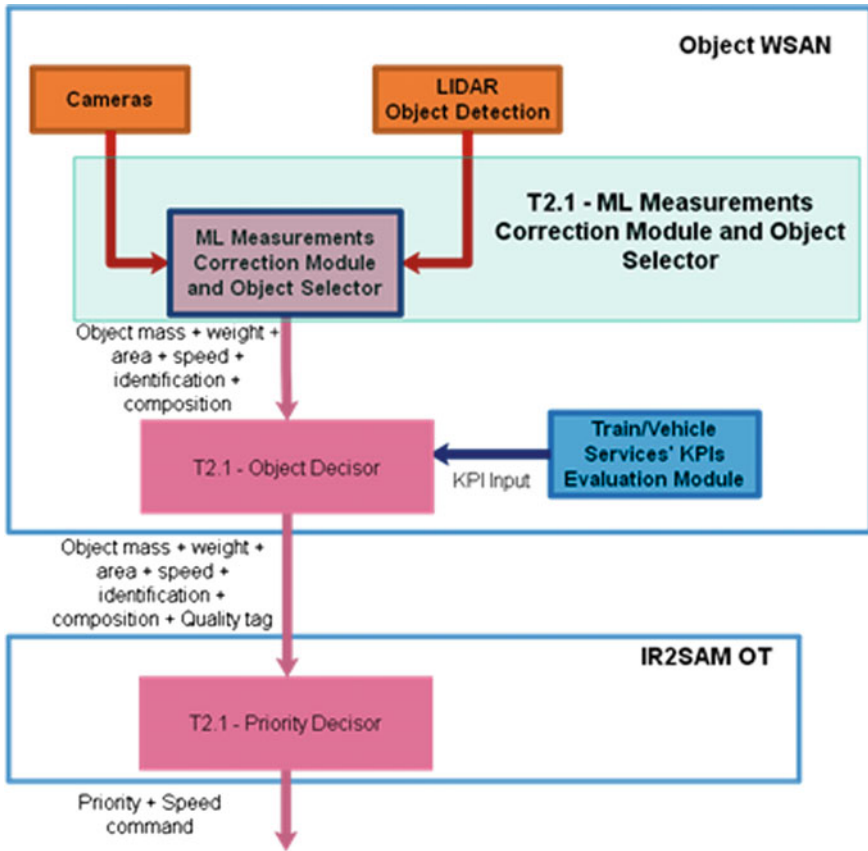 Object WSAN
Cameras
LIDAR
Object Detection
T2.1 - ML Measurements
Correction Module and Object
Selector
ML Measurements
Correction Module
and Object Selector
Object mass + weight +
area + speed +
identification +
composition
T2.1 - Object Decisor
KPI Input
Train/Vehicle
Services' KPIs
Evaluation Module
Object mass + weight +
area + speed +
identification +
composition + Quality tag
IR2SAM OT
T2.1 - Priority Decisor
Priority + Speed
command